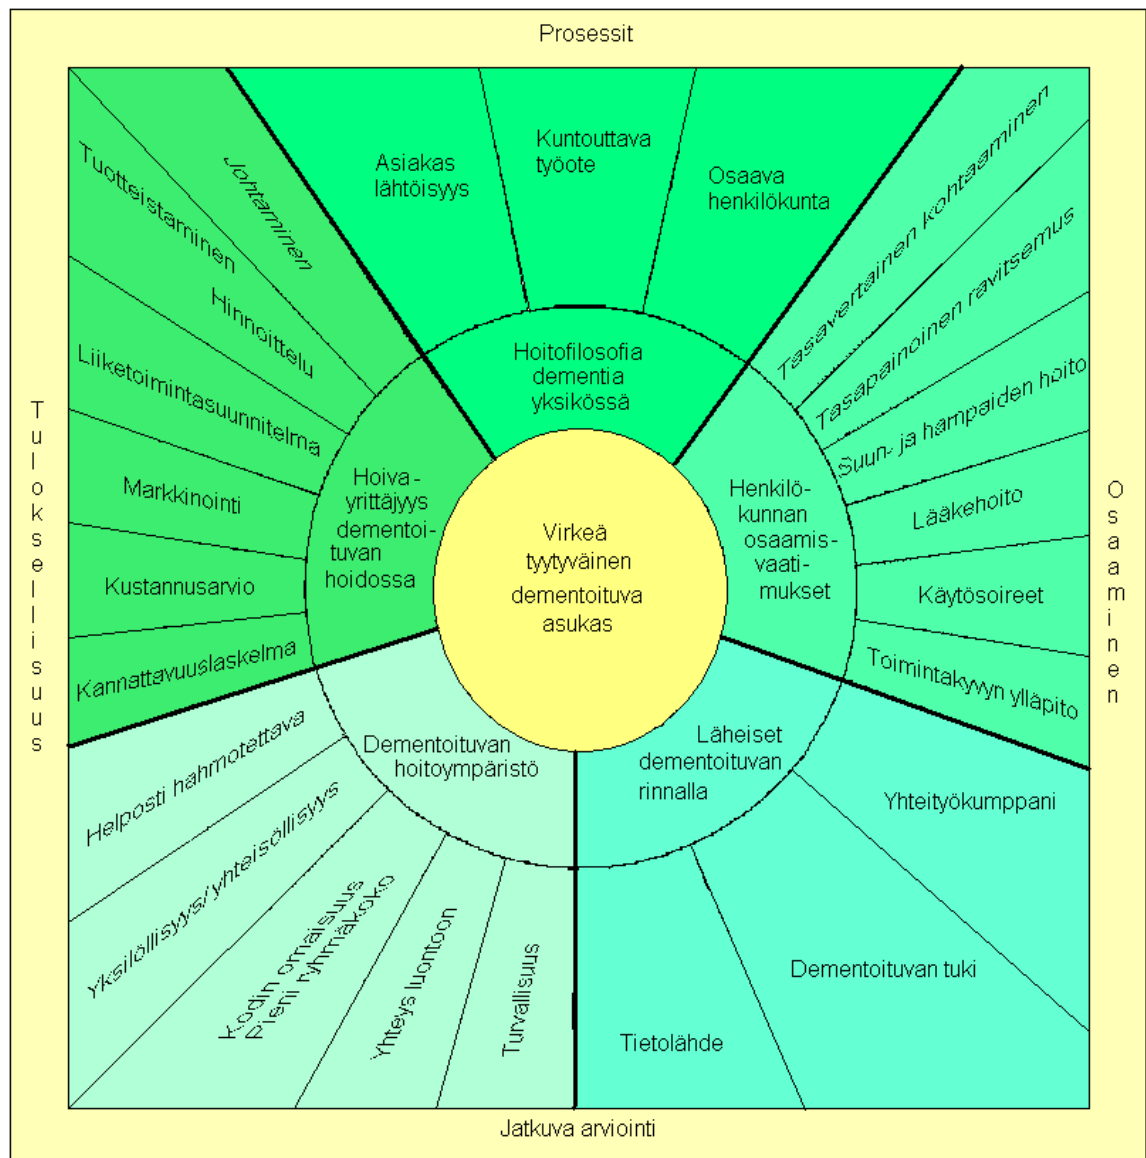 Prosessit
Asiakas
lähtöisyys
Kuntouttava
työote
Osaava
henkilökunta
Johtaminen
Tuotteistaminen
Hinnoittelu
Liiketoimintasuunnitelma
Markkinointi
Kustannusarvio
Kannattavuuslaskelma
Tuloksellisuus
Hoitofilosofia
dementia
yksikössä
Hoiva-
yrittäjyys
dementoi-
tuvan
hoidossa
Virkeä
tyytyväinen
dementoituva
asukas
Henkilö-
kunnan
osaamis-
vaati-
mukset
Tasavertainen kohtaaminen
Tasapainoinen ravitsemus
Suun- ja hampaiden hoito
Lääkehoito
Käytösoireet
Toimintakyvyn ylläpito
Osaaminen
Dementoituvan
hoitoympäristö
Läheiset
dementoituvan
rinnalla
Helposti hahmotettava
Yksilöllisyys/yhteisöllisyys
Kodin omaisuus
Pieni ryhmäkoko
Yhteys luontoon
Turvallisuus
Tietolähde
Dementoituvan tuki
Yhteityökumppani
Jatkuva arviointi